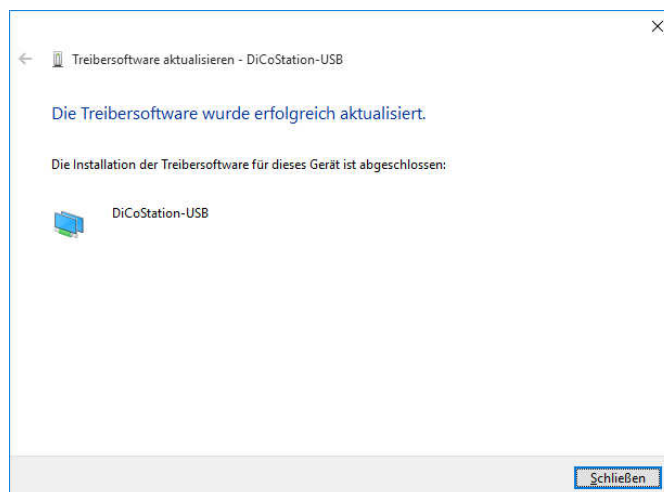 Treibersoftware aktualisieren - DiCoStation-USB
Die Treibersoftware wurde erfolgreich aktualisiert.
Die Installation der Treibersoftware für dieses Gerät ist abgeschlossen:
DiCoStation-USB
Schließen